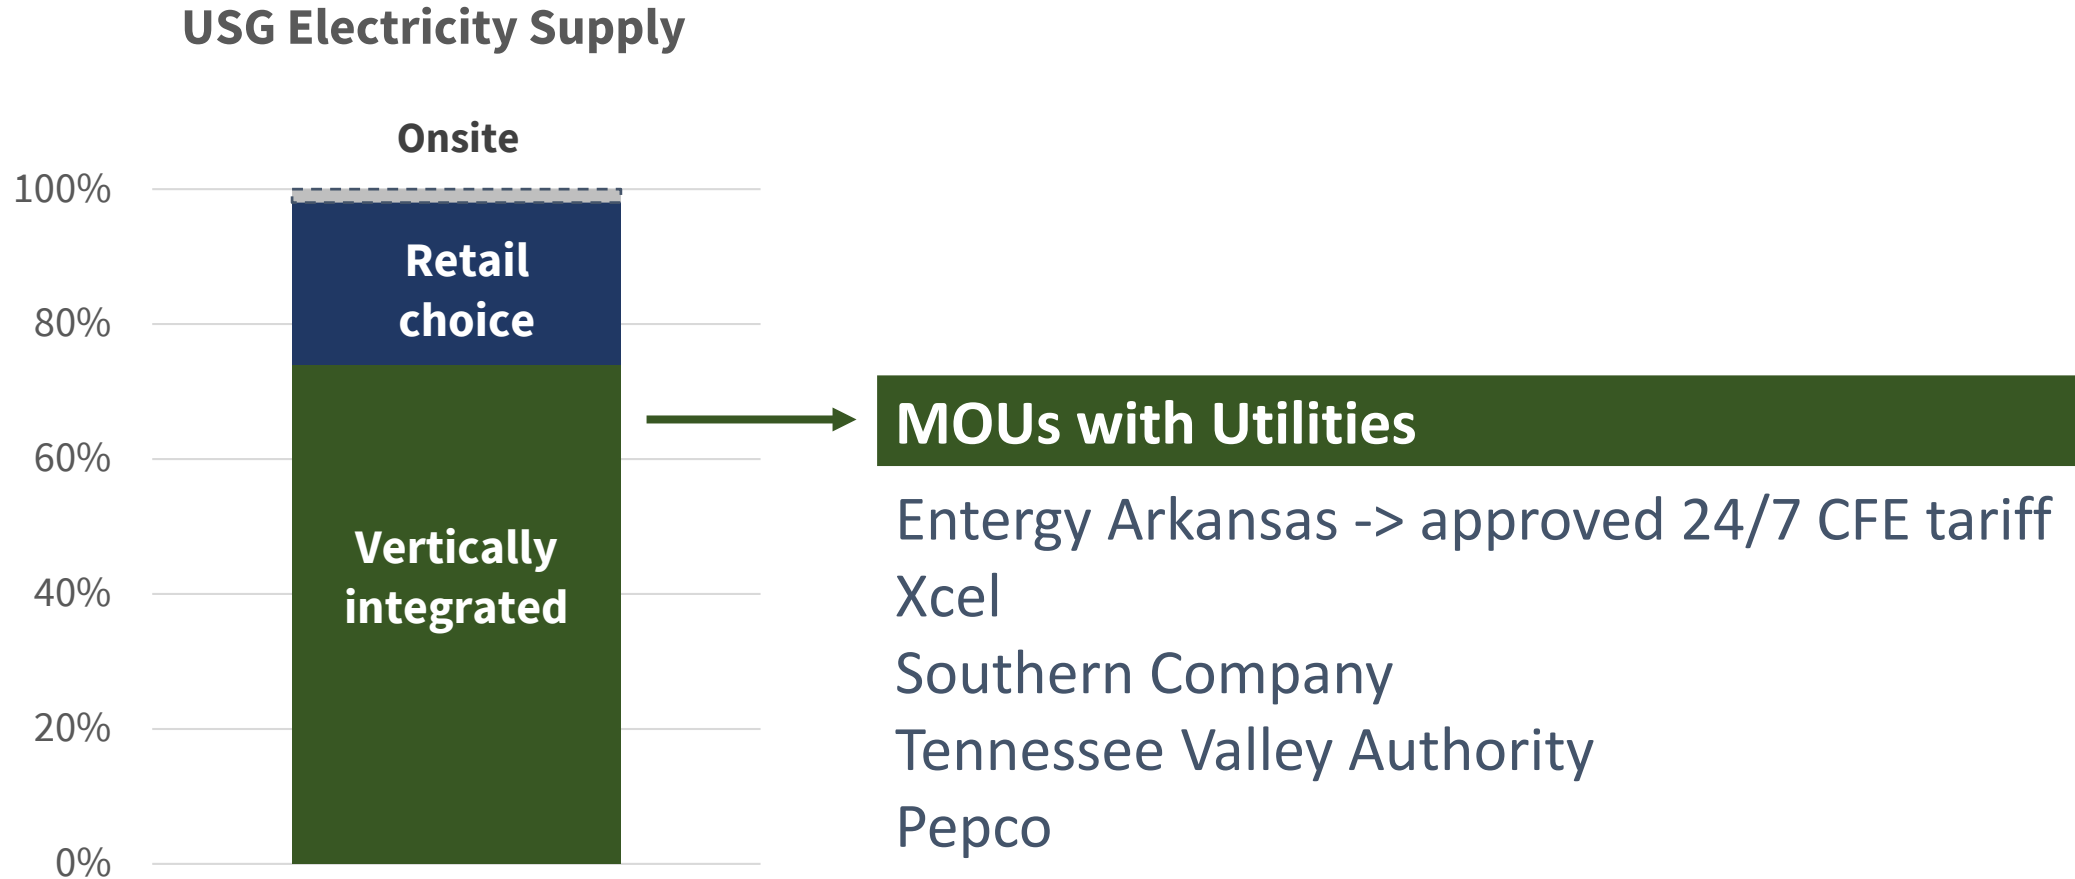 USG Electricity Supply
Onsite
100%
Retail
choice
80%
60%
Vertically
integrated
40%
20%
0%
MOUs with Utilities
Entergy Arkansas -> approved 24/7 CFE tariff
Xcel
Southern Company
Tennessee Valley Authority
Pepco